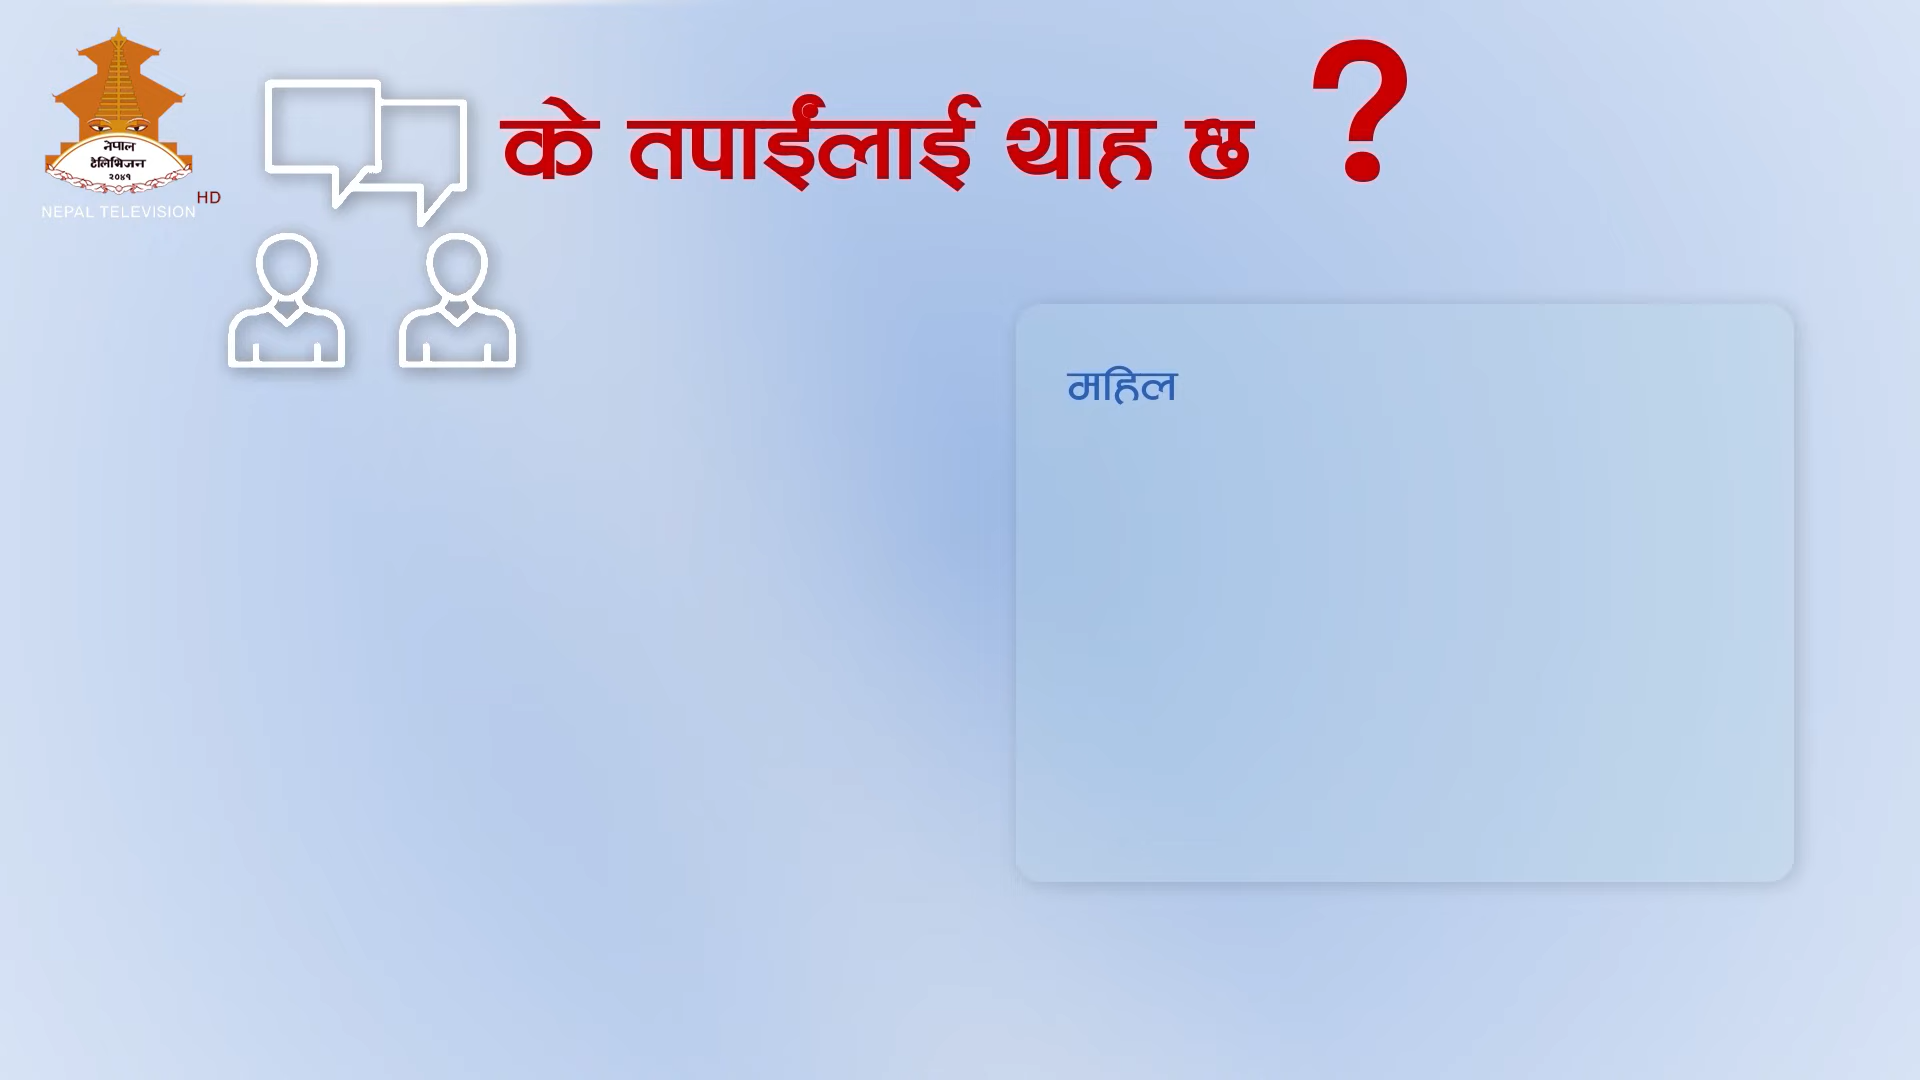 नेपाल
टेलिभिजन
२०४१
HD
NEPAL TELEVISION
के तपाईंलाई थाह छ ?
महिल